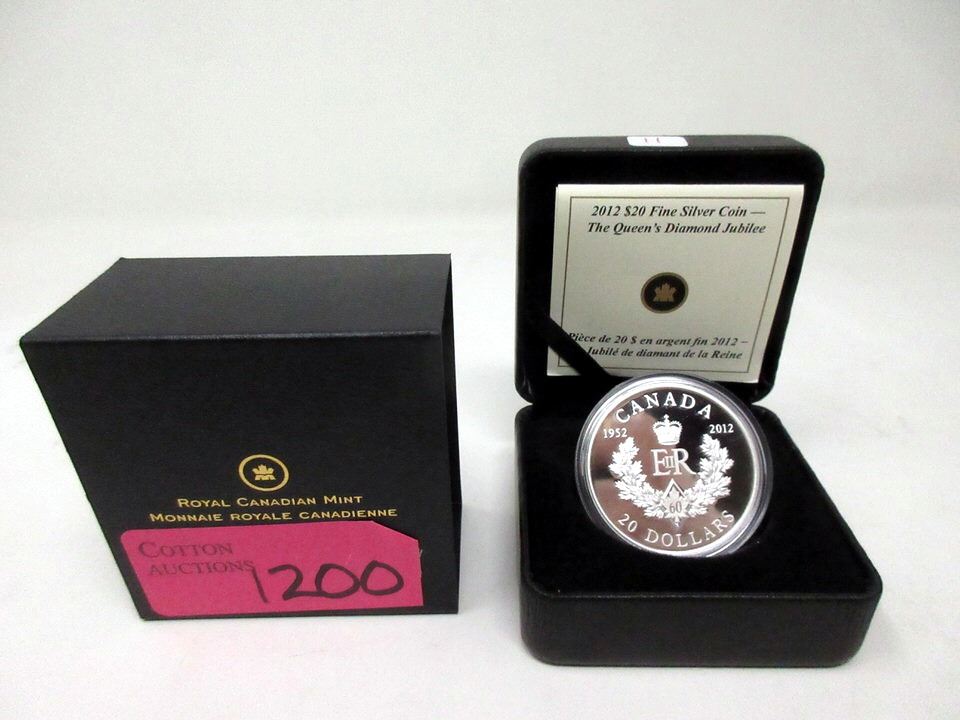 ROYAL CANADIAN MINT
MONNAIE ROYALE CANADIENNE
COTTON
AUCTIONS
1200
2012 $20 Fine Silver Coin —
The Queen's Diamond Jubilee
Pièce de 20 $ en argent fin 2012 –
Jubilé de diamant de la Reine
CANADA
1952 2012
EIIR
60
20 DOLLARS